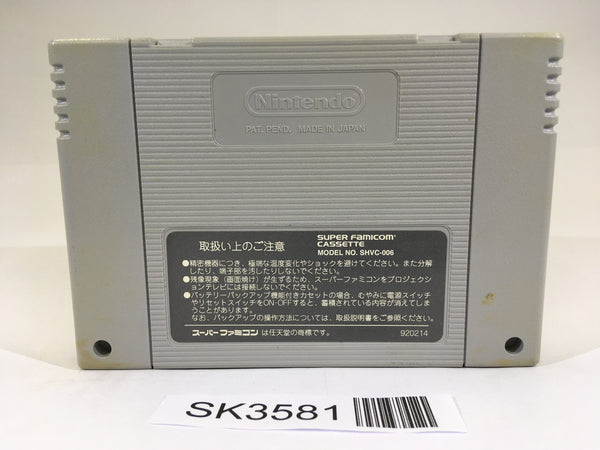 Nintendo
PAT. PEND. MADE IN JAPAN
取扱い上のご注意
SUPER FAMICOM
CASSETTE
MODEL NO. SHVC-006
●精密機器につき、極端な温度変化やショックを避けてください。また分解
したり、端子部を汚したりしないでください。
●残像現象(画面焼け)が生ずるため、スーパーファミコンをプロジェクシ
ョンテレビには接続しないでください。
●バッテリーバックアップ機能付きカセットの場合、むやみに電源スイッチ
やリセットスイッチをON-OFFすると、蓄積されている内容が消えてしま
うことがあります。
なお、バックアップの操作方法については、取扱説明書をご参照ください。
スーパーファミコン は任天堂の商標です。
920214
SK3581